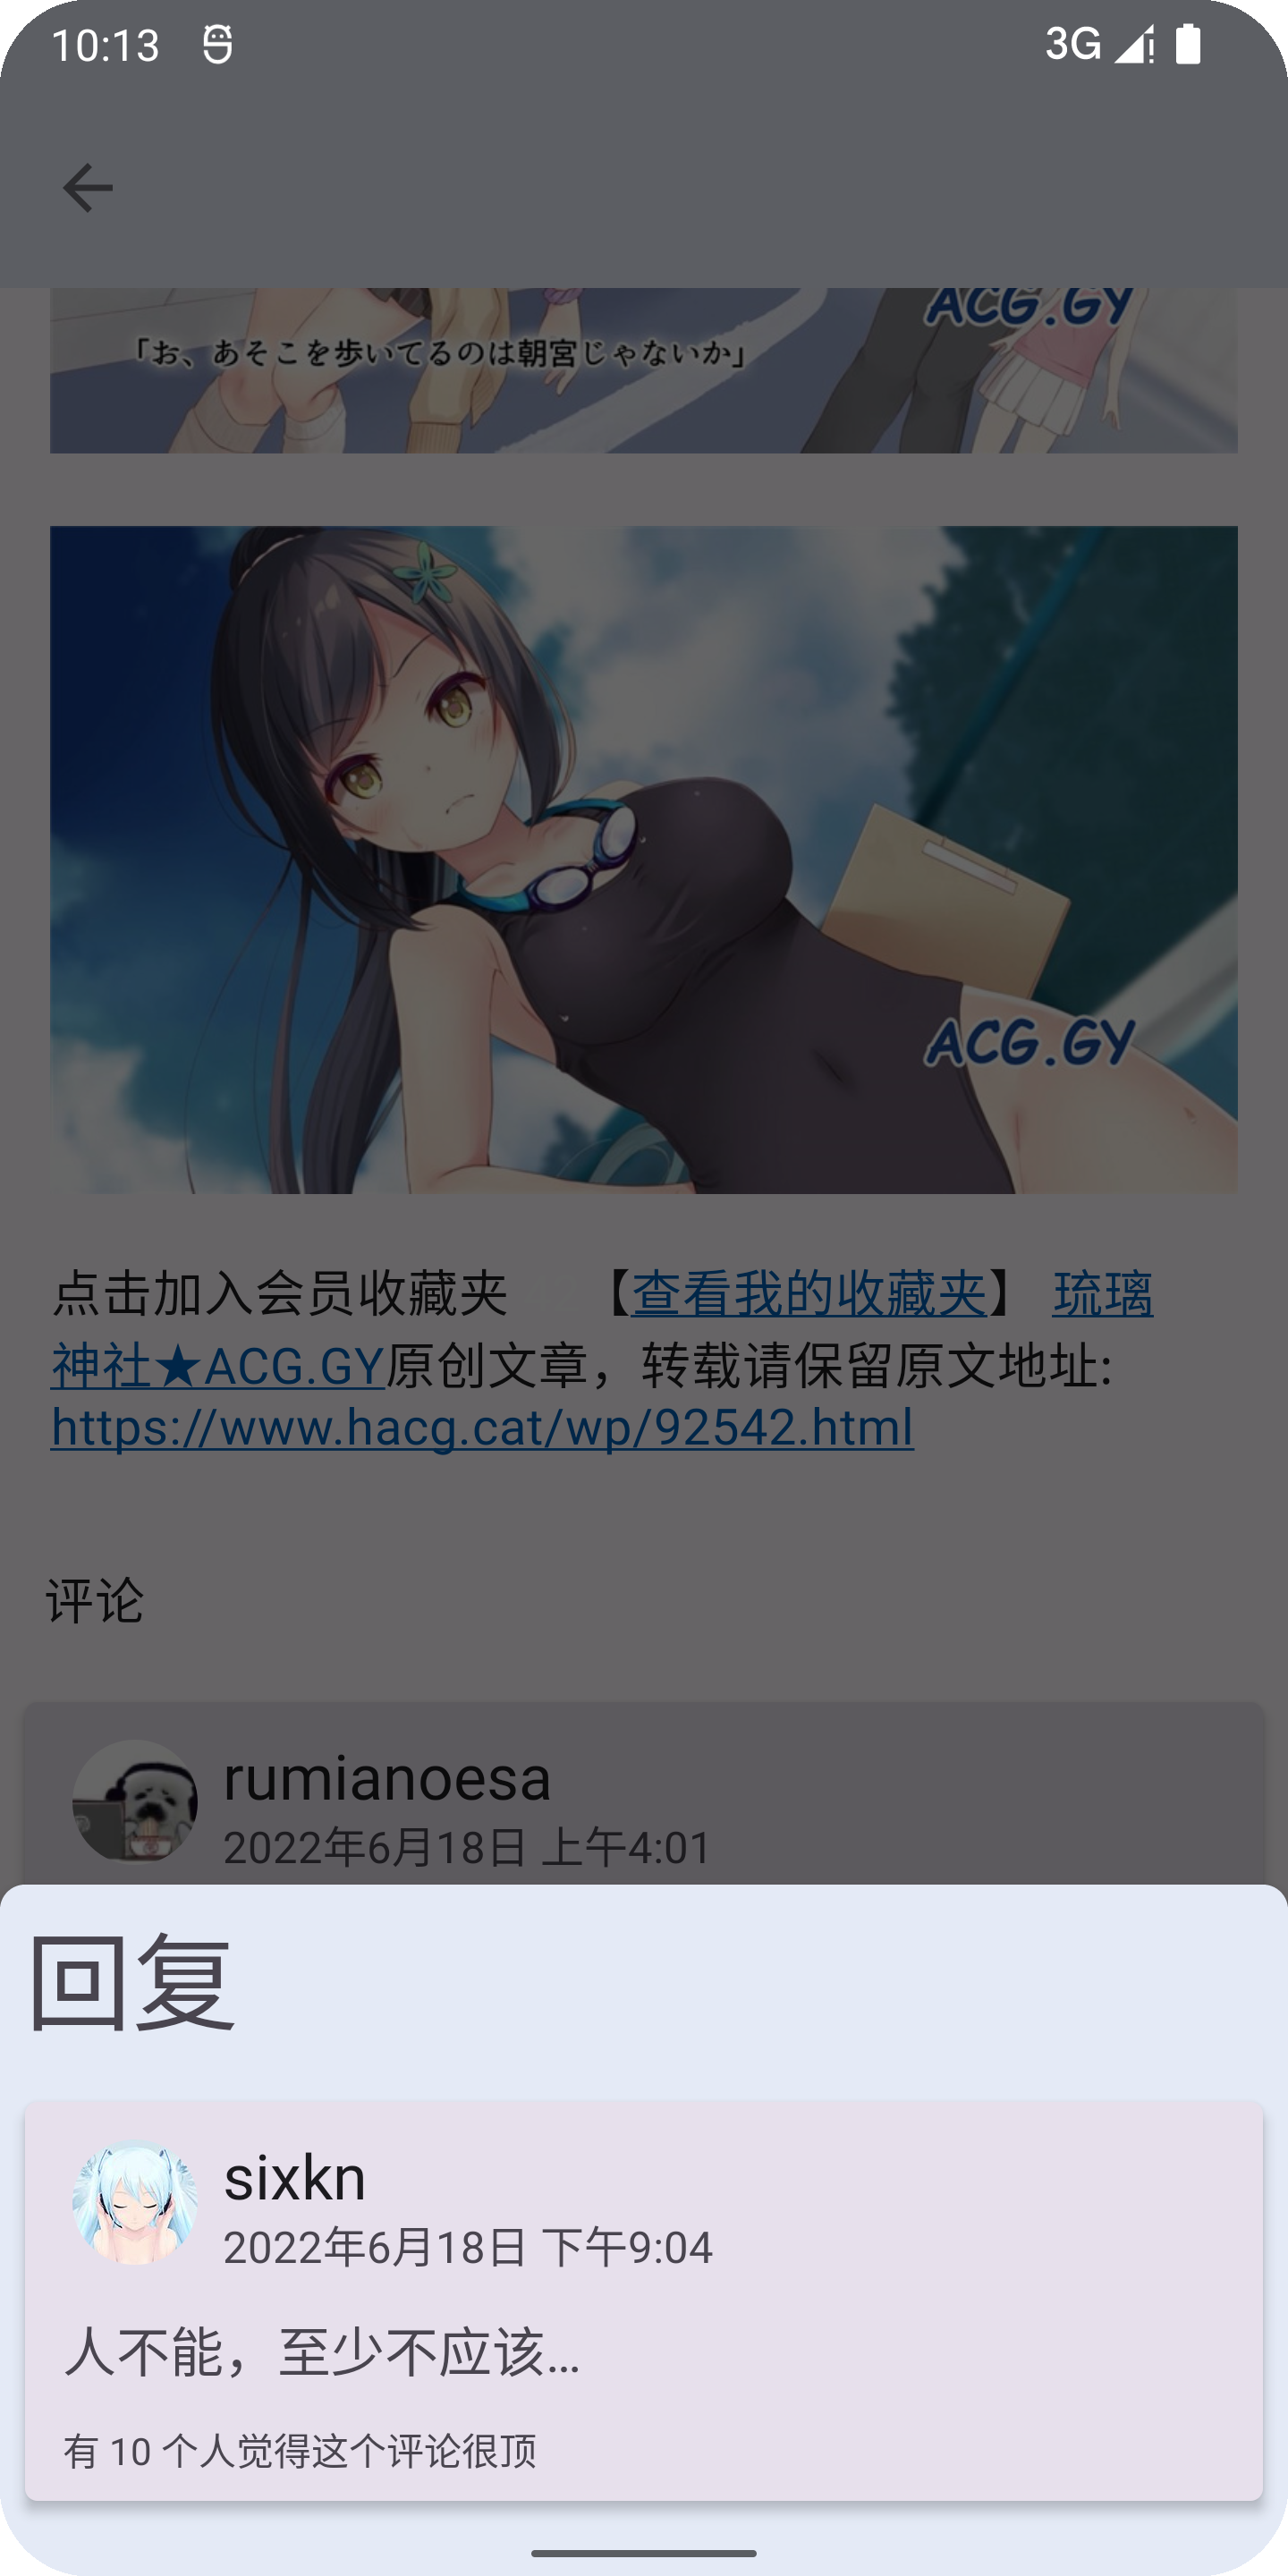 10:13
3G
ACG.GY
「お、あそこを歩いてるのは朝宮じゃないか」
ACG.GY
点击加入会员收藏夹 【查看我的收藏夹】 琉璃
神社★ACG.GY原创文章，转载请保留原文地址:
https://www.hacg.cat/wp/92542.html
评论
rumianoesa
2022年6月18日 上午4:01
回复
sixkn
2022年6月18日 下午9:04
人不能，至少不应该...
有 10 个人觉得这个评论很顶